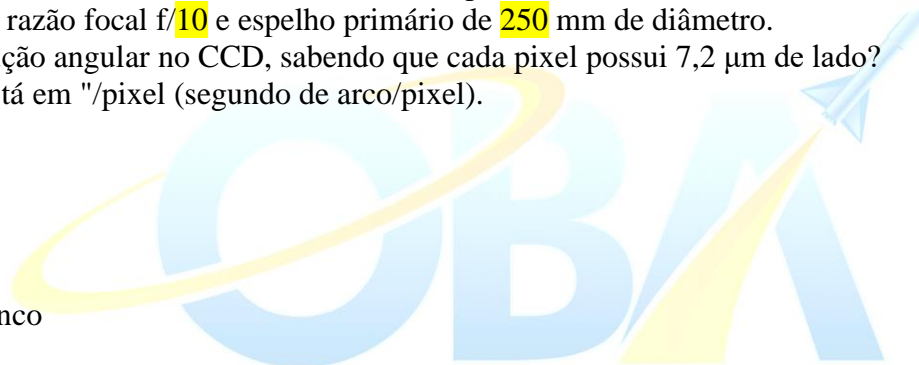 razão focal f/10 e espelho primário de 250 mm de diâmetro.
ção angular no CCD, sabendo que cada pixel possui 7,2 μm de lado?
tá em "/pixel (segundo de arco/pixel).
OBA
nco